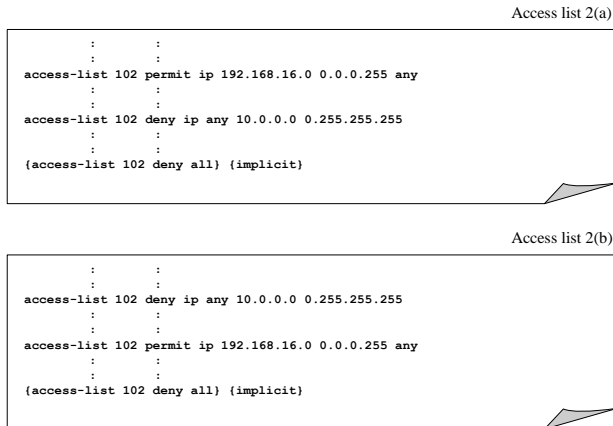 Access list 2(a)
: :
: :
access-list 102 permit ip 192.168.16.0 0.0.0.255 any
: :
: :
access-list 102 deny ip any 10.0.0.0 0.255.255.255
: :
: :
{access-list 102 deny all} {implicit}
Access list 2(b)
: :
: :
access-list 102 deny ip any 10.0.0.0 0.255.255.255
: :
: :
access-list 102 permit ip 192.168.16.0 0.0.0.255 any
: :
: :
{access-list 102 deny all} {implicit}